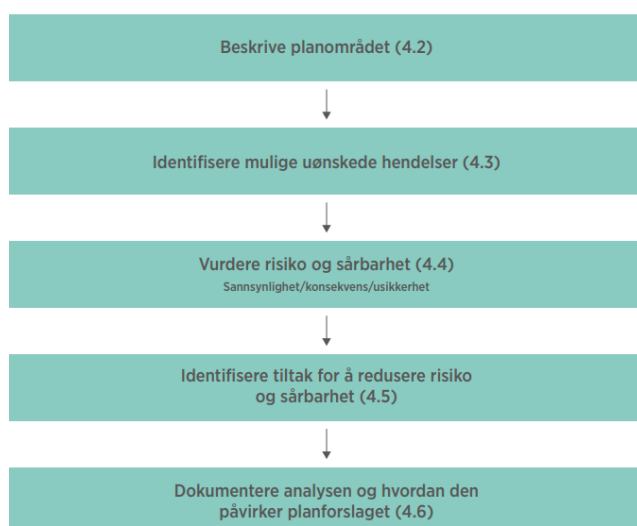 Beskrive planområdet (4.2)
Identifisere mulige uønskede hendelser (4.3)
Vurdere risiko og sårbarhet (4.4)
Sannsynlighet/konsekvens/usikkerhet
Identifisere tiltak for å redusere risiko
og sårbarhet (4.5)
Dokumentere analysen og hvordan den
påvirker planforslaget (4.6)